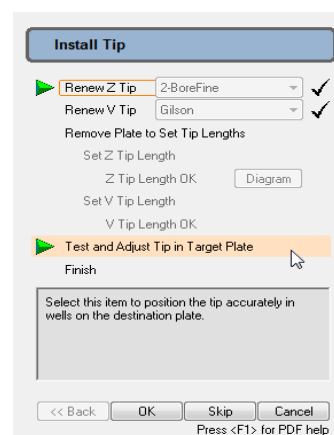 Install Tip
Renew Z Tip 2-BoreFine
Renew V Tip Gilson
Remove Plate to Set Tip Lengths
Set Z Tip Length
Z Tip Length OK Diagram
Set V Tip Length
V Tip Length OK
Test and Adjust Tip in Target Plate
Finish
Select this item to position the tip accurately in
wells on the destination plate.
<< Back OK Skip Cancel
Press <F1> for PDF help